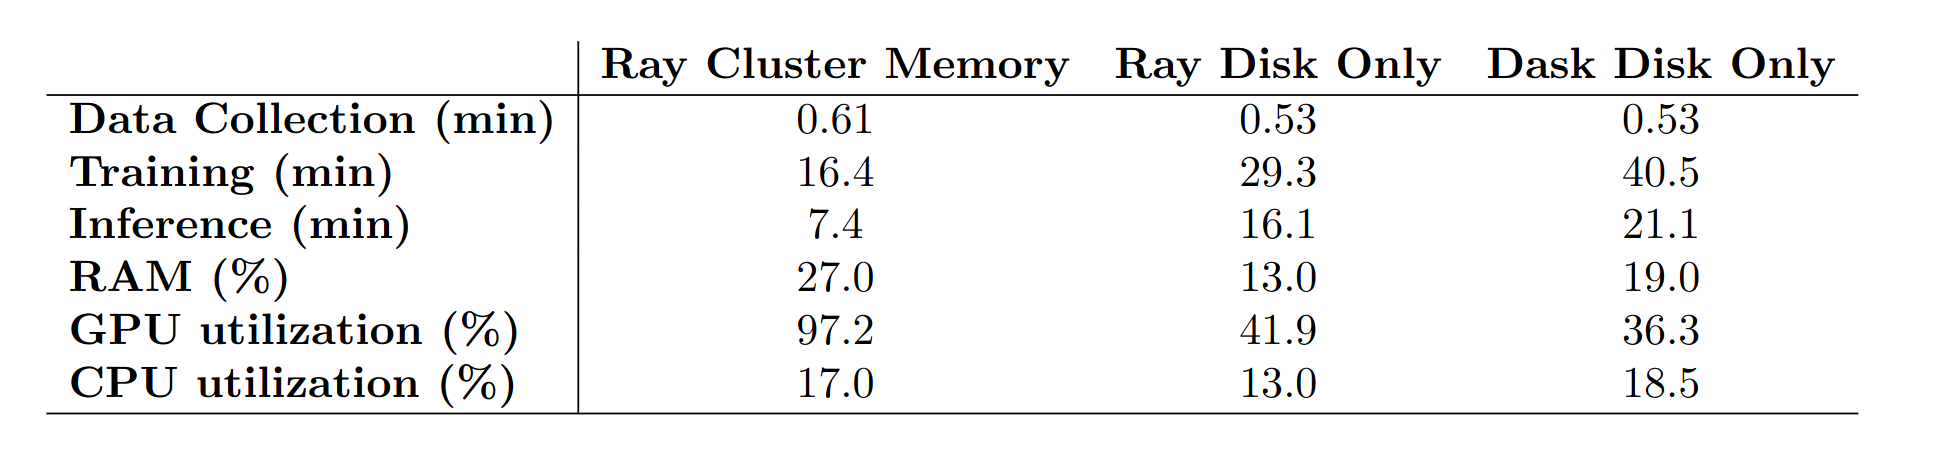 Ray Cluster Memory Ray Disk Only Dask Disk Only
Data Collection (min) 0.61 0.53 0.53
Training (min) 16.4 29.3 40.5
Inference (min) 7.4 16.1 21.1
RAM (%) 27.0 13.0 19.0
GPU utilization (%) 97.2 41.9 36.3
CPU utilization (%) 17.0 13.0 18.5